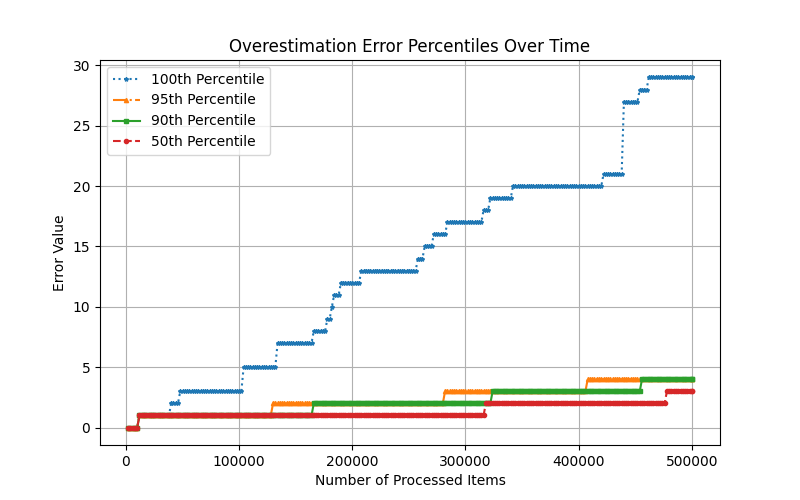 Overestimation Error Percentiles Over Time
100th Percentile
95th Percentile
90th Percentile
50th Percentile
Error Value
30
25
20
15
10
5
0
0 100000 200000 300000 400000 500000
Number of Processed Items